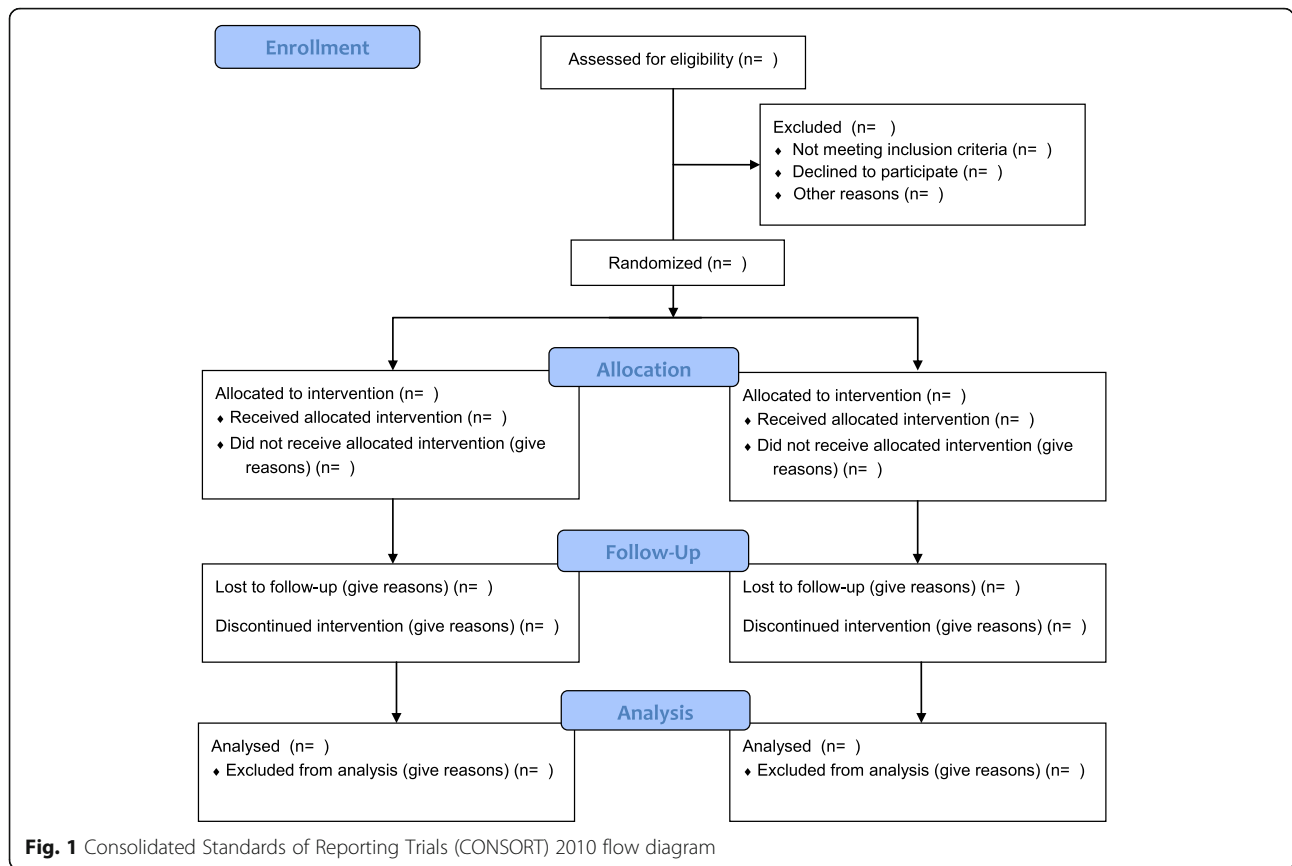 Enrollment
Assessed for eligibility (n= )
Excluded (n= )
♦ Not meeting inclusion criteria (n= )
♦ Declined to participate (n= )
♦ Other reasons (n= )
Randomized (n= )
Allocation
Allocated to intervention (n= )
♦ Received allocated intervention (n= )
♦ Did not receive allocated intervention (give
reasons) (n= )
Allocated to intervention (n= )
♦ Received allocated intervention (n= )
♦ Did not receive allocated intervention (give
reasons) (n= )
Follow-Up
Lost to follow-up (give reasons) (n= )
Discontinued intervention (give reasons) (n= )
Lost to follow-up (give reasons) (n= )
Discontinued intervention (give reasons) (n= )
Analysis
Analysed (n= )
♦ Excluded from analysis (give reasons) (n= )
Analysed (n= )
♦ Excluded from analysis (give reasons) (n= )
Fig. 1 Consolidated Standards of Reporting Trials (CONSORT) 2010 flow diagram